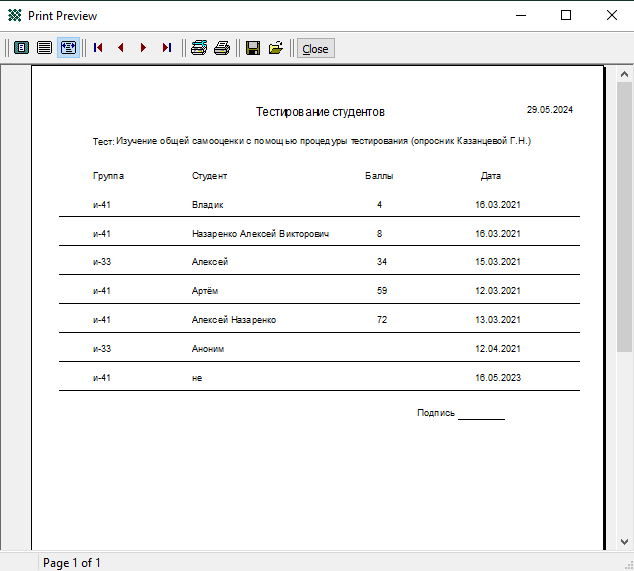 Print Preview
Close
Тестирование студентов
29.05.2024
Тест: Изучение общей самооценки с помощью процедуры тестирования (опросник Казанцевой Г.Н.)
Группа Студент Баллы Дата
и-41 Владик 4 16.03.2021
и-41 Назаренко Алексей Викторович 8 16.03.2021
и-33 Алексей 34 15.03.2021
и-41 Артём 59 12.03.2021
и-41 Алексей Назаренко 72 13.03.2021
и-33 Аноним 12.04.2021
и-41 не 16.05.2023
Подпись _________
Page 1 of 1